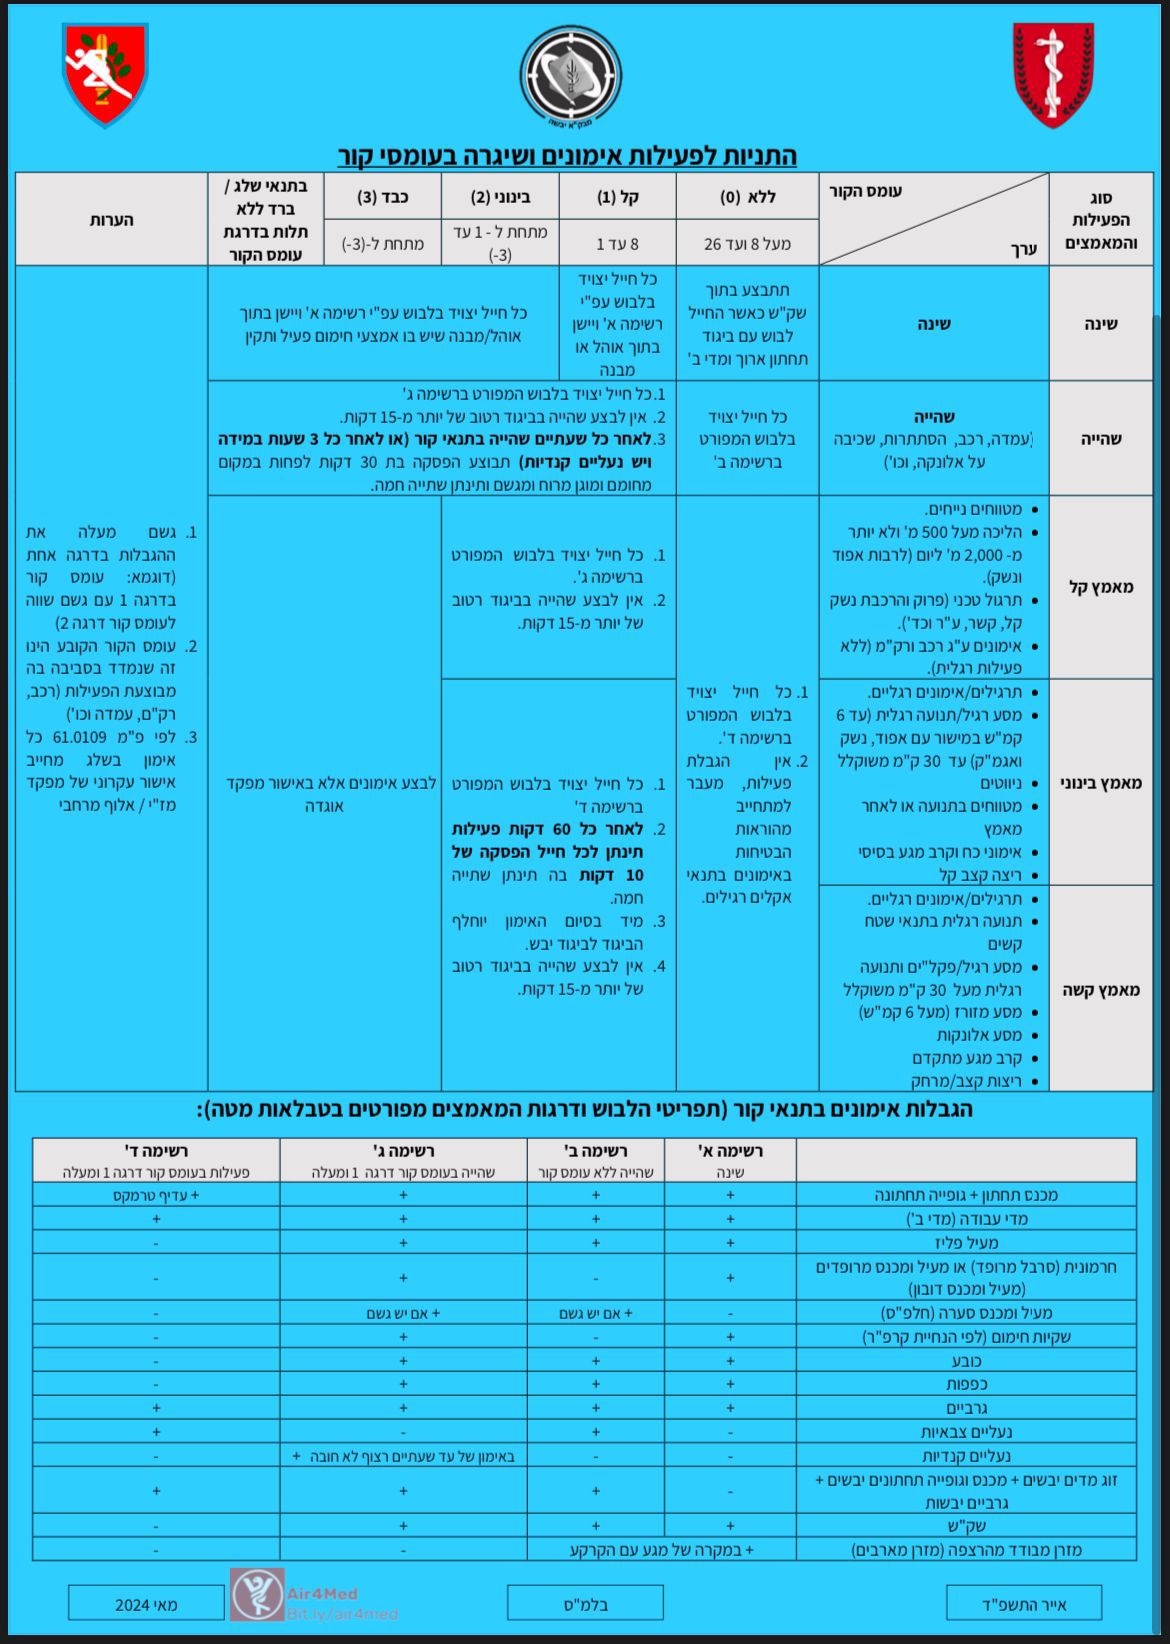 מבק"א יבשה
התניות לפעילות אימונים ושיגרה בעומסי קור
סוג הפעילות והמאמצים
עומס הקור
ערך
ללא (0)
קל (1)
בינוני (2)
כבד (3)
בתנאי שלג / ברד ללא תלות בדרגת עומס הקור
הערות
מעל 8 ועד 26
8 עד 1
מתחת ל - 1 עד (3-)
מתחת ל-(3-)
שינה
שינה
תתבצע בתוך
שק"ש כאשר החייל
לבוש עם ביגוד
תחתון ארוך ומדי ב'
כל חייל יצויד
בלבוש עפ"י
רשימה א' ויישן
בתוך אוהל או
מבנה
כל חייל יצויד בלבוש עפ"י רשימה א' ויישן בתוך
אוהל/מבנה שיש בו אמצעי חימום פעיל ותקין
שהייה
שהייה
(עמדה, רכב, הסתתרות, שכיבה
על אלונקה, וכו')
כל חייל יצויד
בלבוש המפורט
ברשימה ב'
1.כל חייל יצויד בלבוש המפורט ברשימה ג'
2. אין לבצע שהייה בביגוד רטוב של יותר מ-15 דקות.
3.לאחר כל שעתיים שהייה בתנאי קור (או לאחר כל 3 שעות במידה
ויש נעליים קנדיות) תבוצע הפסקה בת 30 דקות לפחות במקום
מחומם ומוגן מרוח ומגשם ותינתן שתייה חמה.
מאמץ קל
• מטווחים נייחים.
• הליכה מעל 500 מ' ולא יותר
מ- 2,000 מ' ליום (לרבות אפוד
ונשק).
• תרגול טכני (פרוק והרכבת נשק
קל, קשר, ע"ר וכד').
• אימונים ע"ג רכב ורק"מ (ללא
פעילות רגלית).
1. כל חייל יצויד בלבוש המפורט
ברשימה ג'.
2. אין לבצע שהייה בביגוד רטוב
של יותר מ-15 דקות.
מאמץ בינוני
• תרגילים/אימונים רגליים.
• מסע רגיל/תנועה רגלית (עד 6
קמ"ש במישור עם אפוד, נשק
ואגמ"ק) עד 30 ק"מ משוקלל
• ניווטים
• מטווחים בתנועה או לאחר
מאמץ
• אימוני כח וקרב מגע בסיסי
• ריצה קצב קל
1. כל חייל יצויד
בלבוש המפורט
ברשימה ד'.
2. אין הגבלת
פעילות, מעבר
למתחייב
מהוראות
הבטיחות
באימונים בתנאי
אקלים רגילים.
1. כל חייל יצויד בלבוש המפורט
ברשימה ד'
2. לאחר כל 60 דקות פעילות
תינתן לכל חייל הפסקה של
10 דקות בה תינתן שתייה
חמה.
3. מיד בסיום האימון יוחלף
הביגוד לביגוד יבש.
4. אין לבצע שהייה בביגוד רטוב
של יותר מ-15 דקות.
לבצע אימונים אלא באישור מפקד
אוגדה
מאמץ קשה
• תרגילים/אימונים רגליים.
• תנועה רגלית בתנאי שטח
קשים
• מסע רגיל/פקל"ים ותנועה
רגלית מעל 30 ק"מ משוקלל
• מסע מזורז (מעל 6 קמ"ש)
• מסע אלונקות
• קרב מגע מתקדם
• ריצות קצב/מרחק
1. גשם מעלה את
ההגבלות בדרגה אחת
(דוגמא: עומס קור
בדרגה 1 עם גשם שווה
לעומס קור דרגה 2)
2. עומס הקור הקובע הינו
זה שנמדד בסביבה בה
מבוצעת הפעילות (רכב,
רק"ם, עמדה וכו')
3. לפי פ"מ 61.0109 כל
אימון בשלג מחייב
אישור עקרוני של מפקד
מז"י / אלוף מרחבי
הגבלות אימונים בתנאי קור (תפריטי הלבוש ודרגות המאמצים מפורטים בטבלאות מטה):
רשימה א' רשימה ב' רשימה ג' רשימה ד'
שינה שהייה ללא עומס קור שהייה בעומס קור דרגה 1 ומעלה פעילות בעומס קור דרגה 1 ומעלה
מכנס תחתון + גופייה תחתונה + + + + עדיף טרמקס
מדי עבודה (מדי ב') + + + +
מעיל פליז + + + -
חרמונית (סרבל מרופד) או מעיל ומכנס מרופדים
(מעיל ומכנס דובון) + - + -
מעיל ומכנס סערה (חלפ"ס) - + אם יש גשם + אם יש גשם -
שקיות חימום (לפי הנחיית קרפ"ר) + - + -
כובע + + + -
כפפות + + + -
גרביים + + + +
נעליים צבאיות - + - +
נעליים קנדיות - - באימון של עד שעתיים רצוף לא חובה + -
זוג מדים יבשים + מכנס וגופייה תחתונים יבשים +
גרביים יבשות - + + +
שק"ש + + + -
מזרן מבודד מהרצפה (מזרן מארבים) + במקרה של מגע עם הקרקע - -
אייר התשפ"ד
בלמ"ס
Air4Med
Bit.ly/air4med
מאי 2024